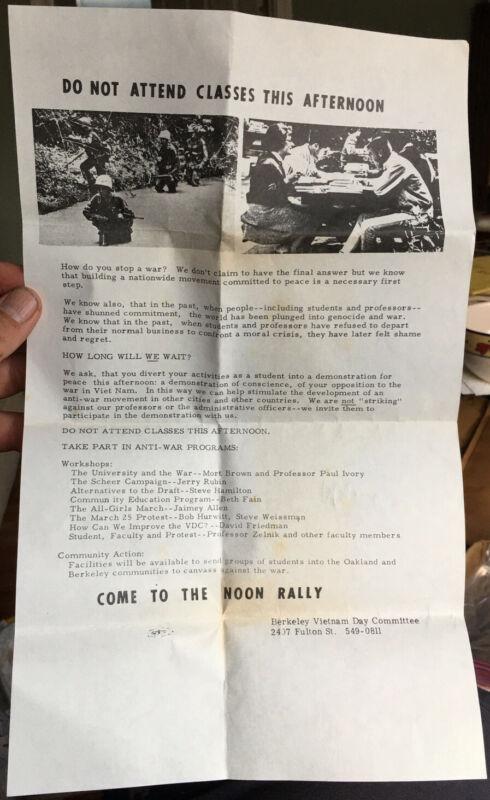 DO NOT ATTEND CLASSES THIS AFTERNOON
How do you stop a war? We don't claim to have the final answer but we know
that building a nationwide movement committed to peace is a necessary first
step.
We know also, that in the past, when people--including students and professors--
have shunned commitment, the world has been plunged into genocide and war.
We know that in the past, when students and professors have refused to depart
from their normal business to confront a moral crisis, they have later felt shame
and regret.
HOW LONG WILL WE WAIT?
We ask, that you divert your activities as a student into a demonstration for
peace this afternoon: a demonstration of conscience, of your opposition to the
war in Viet Nam. In this way we can help stimulate the development of an
anti-war movement in other cities and other countries. We are not "striking"
against our professors or the administrative officers--we invite them to
participate in the demonstration with us.
DO NOT ATTEND CLASSES THIS AFTERNOON.
TAKE PART IN ANTI-WAR PROGRAMS:
Workshops:
The University and the War--Mort Brown and Professor Paul Ivory
The Scheer Campaign--Jerry Rubin
Alternatives to the Draft--Steve Hamilton
Commun ity Education Program--Beth Fain
The All-Girls March--Jaimey Allen
The March 25 Protest--Bob Hurwitt, Steve Weissman
How Can We Improve the VDC?--David Friedman
Student, Faculty and Protest--Professor Zelnik and other faculty members
Community Action:
Facilities will be available to send groups of students into the Oakland and
Berkeley communities to canvass against the war.
COME TO THE NOON RALLY
Berkeley Vietnam Day Committee
2407 Fulton St. 549-0811